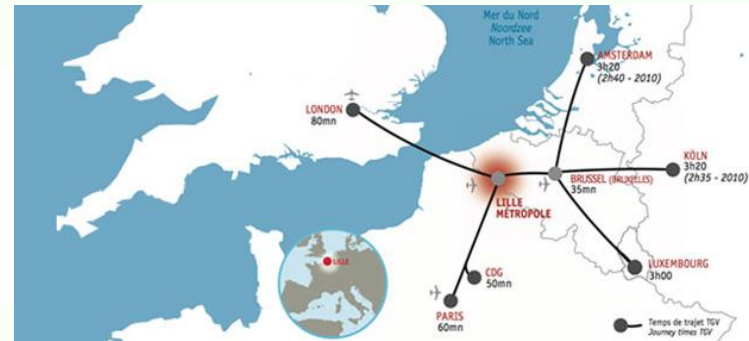 Mer du Nord
Noordzee
North Sea
AMSTERDAM
3h20
(2h40 - 2010)
LONDON
80mn
KÖLN
3h20
(2h35 - 2010)
BRUSSEL (BRUXELLES)
35mn
LILLE
MÉTROPOLE
LILLE
LUXEMBOURG
3h00
CDG
50mn
PARIS
60mn
Temps de trajet TGV
Journey times TGV